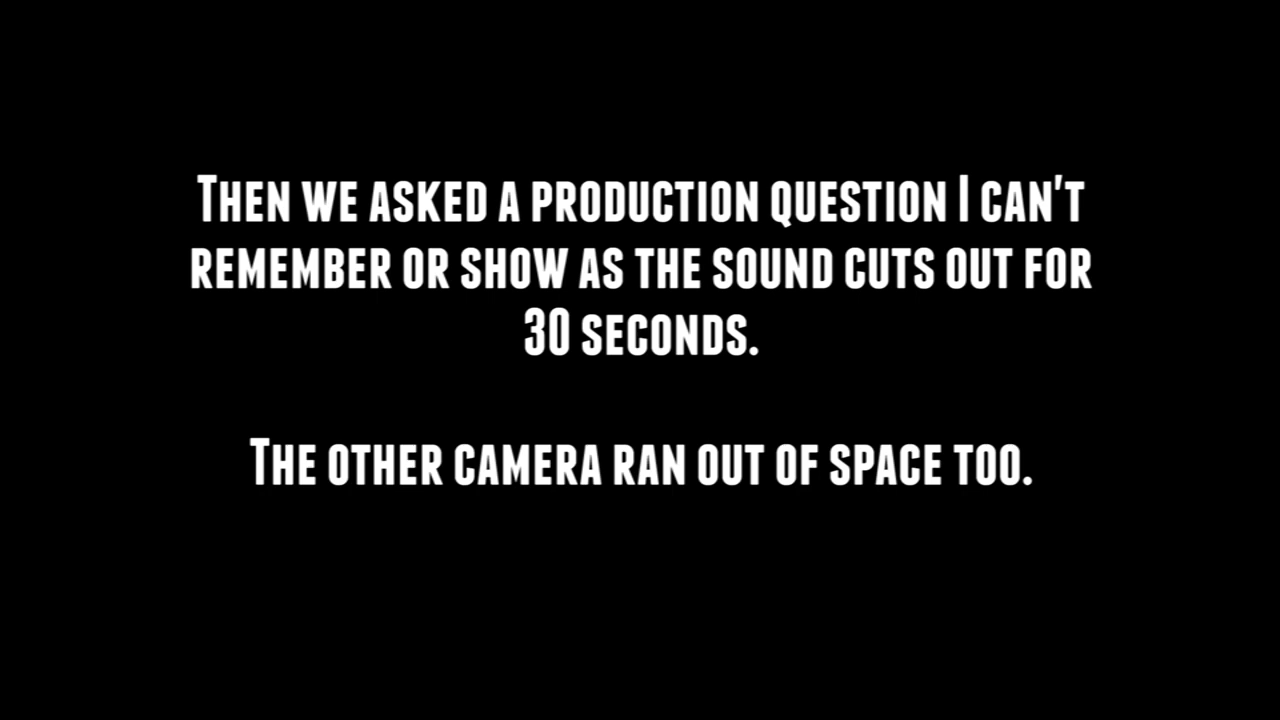 Then we asked a production question I can't
remember or show as the sound cuts out for
30 seconds.
The other camera ran out of space too.